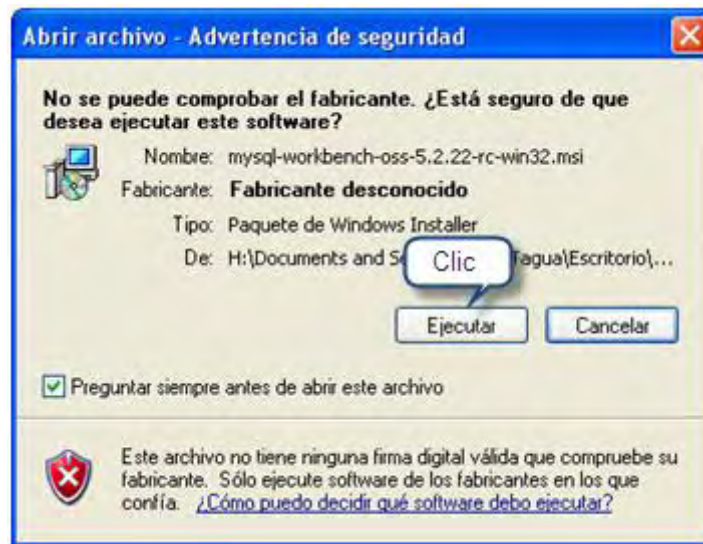 Abrir archivo - Advertencia de seguridad
No se puede comprobar el fabricante. ¿Está seguro de que
desea ejecutar este software?
Nombre: mysql-workbench-oss-5.2.22-rc-win32.msi
Fabricante: Fabricante desconocido
Tipo: Paquete de Windows Installer
De: H:\Documents and Se Tagua\Escritorio\...
Clic
Ejecutar Cancelar
Preguntar siempre antes de abrir este archivo
Este archivo no tiene ninguna firma digital válida que compruebe su
fabricante. Sólo ejecute software de los fabricantes en los que
confía. ¿Cómo puedo decidir qué software debo ejecutar?